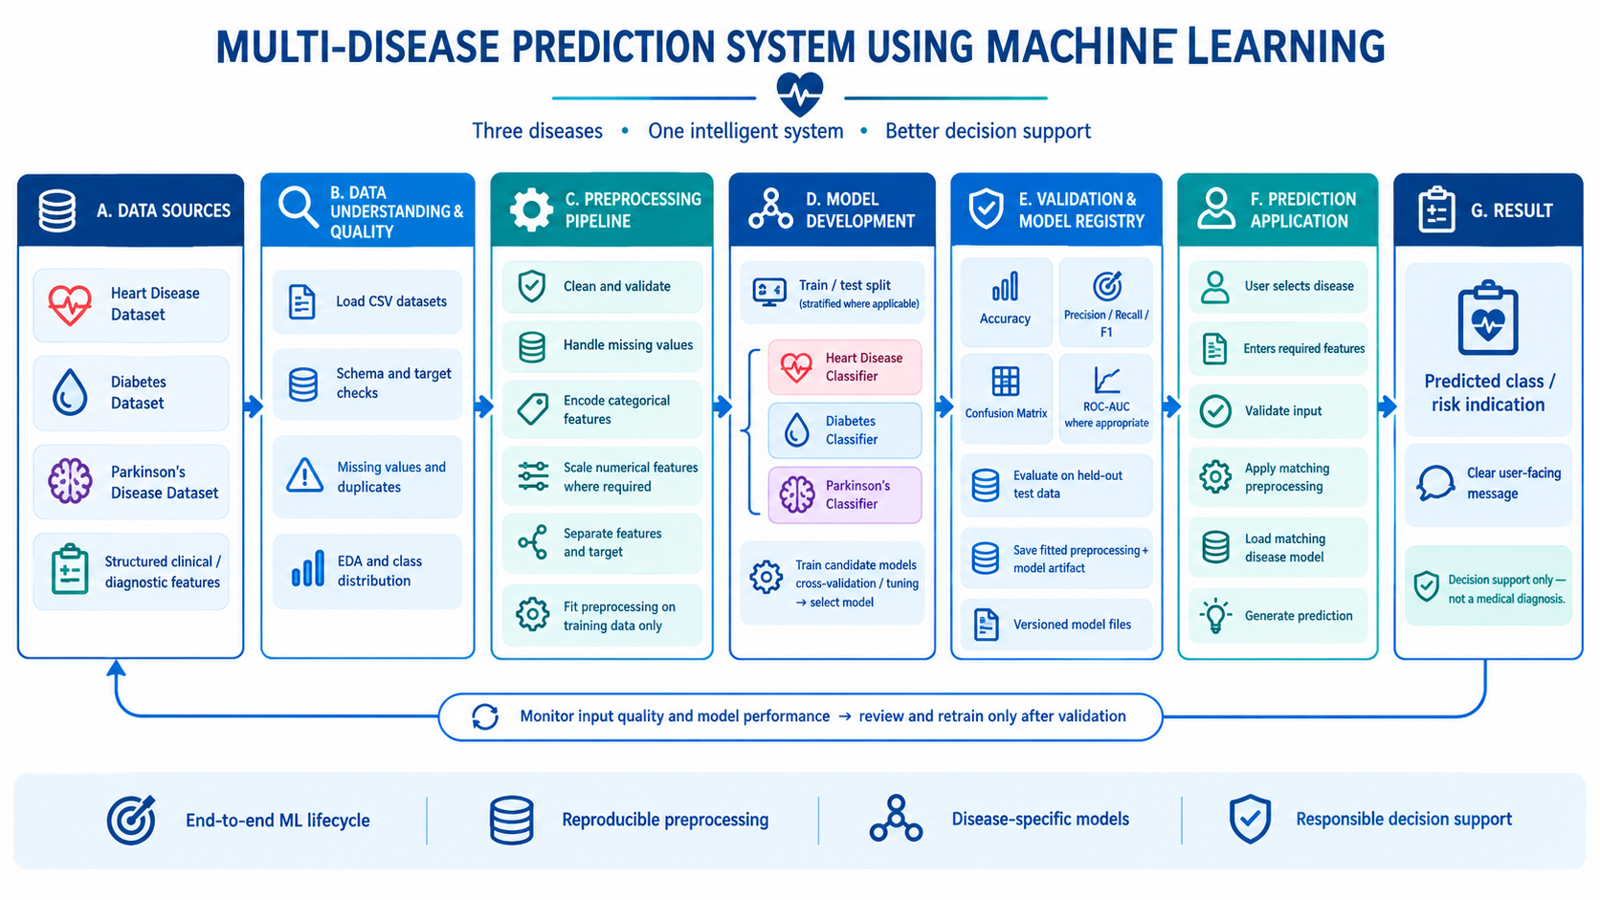 MULTI-DISEASE PREDICTION SYSTEM USING MACHINE LEARNING
Three diseases • One intelligent system • Better decision support
A. DATA SOURCES
Heart Disease
Dataset
Diabetes
Dataset
Parkinson's
Disease Dataset
Structured clinical /
diagnostic features
B. DATA
UNDERSTANDING &
QUALITY
Load CSV datasets
Schema and target
checks
Missing values and
duplicates
EDA and class
distribution
C. PREPROCESSING
PIPELINE
Clean and validate
Handle missing values
Encode categorical
features
Scale numerical features
where required
Separate features
and target
Fit preprocessing on
training data only
D. MODEL
DEVELOPMENT
Train / test split
(stratified where applicable)
Heart Disease
Classifier
Diabetes
Classifier
Parkinson's
Classifier
Train candidate models
cross-validation / tuning
→ select model
E. VALIDATION &
MODEL REGISTRY
Accuracy
Precision / Recall /
F1
Confusion Matrix
ROC-AUC
where appropriate
Evaluate on held-out
test data
Save fitted preprocessing +
model artifact
Versioned model files
F. PREDICTION
APPLICATION
User selects disease
Enters required features
Validate input
Apply matching
preprocessing
Load matching
disease model
Generate prediction
G. RESULT
Predicted class /
risk indication
Clear user-facing
message
Decision support only —
not a medical diagnosis.
Monitor input quality and model performance → review and retrain only after validation
End-to-end ML lifecycle
Reproducible preprocessing
Disease-specific models
Responsible decision support